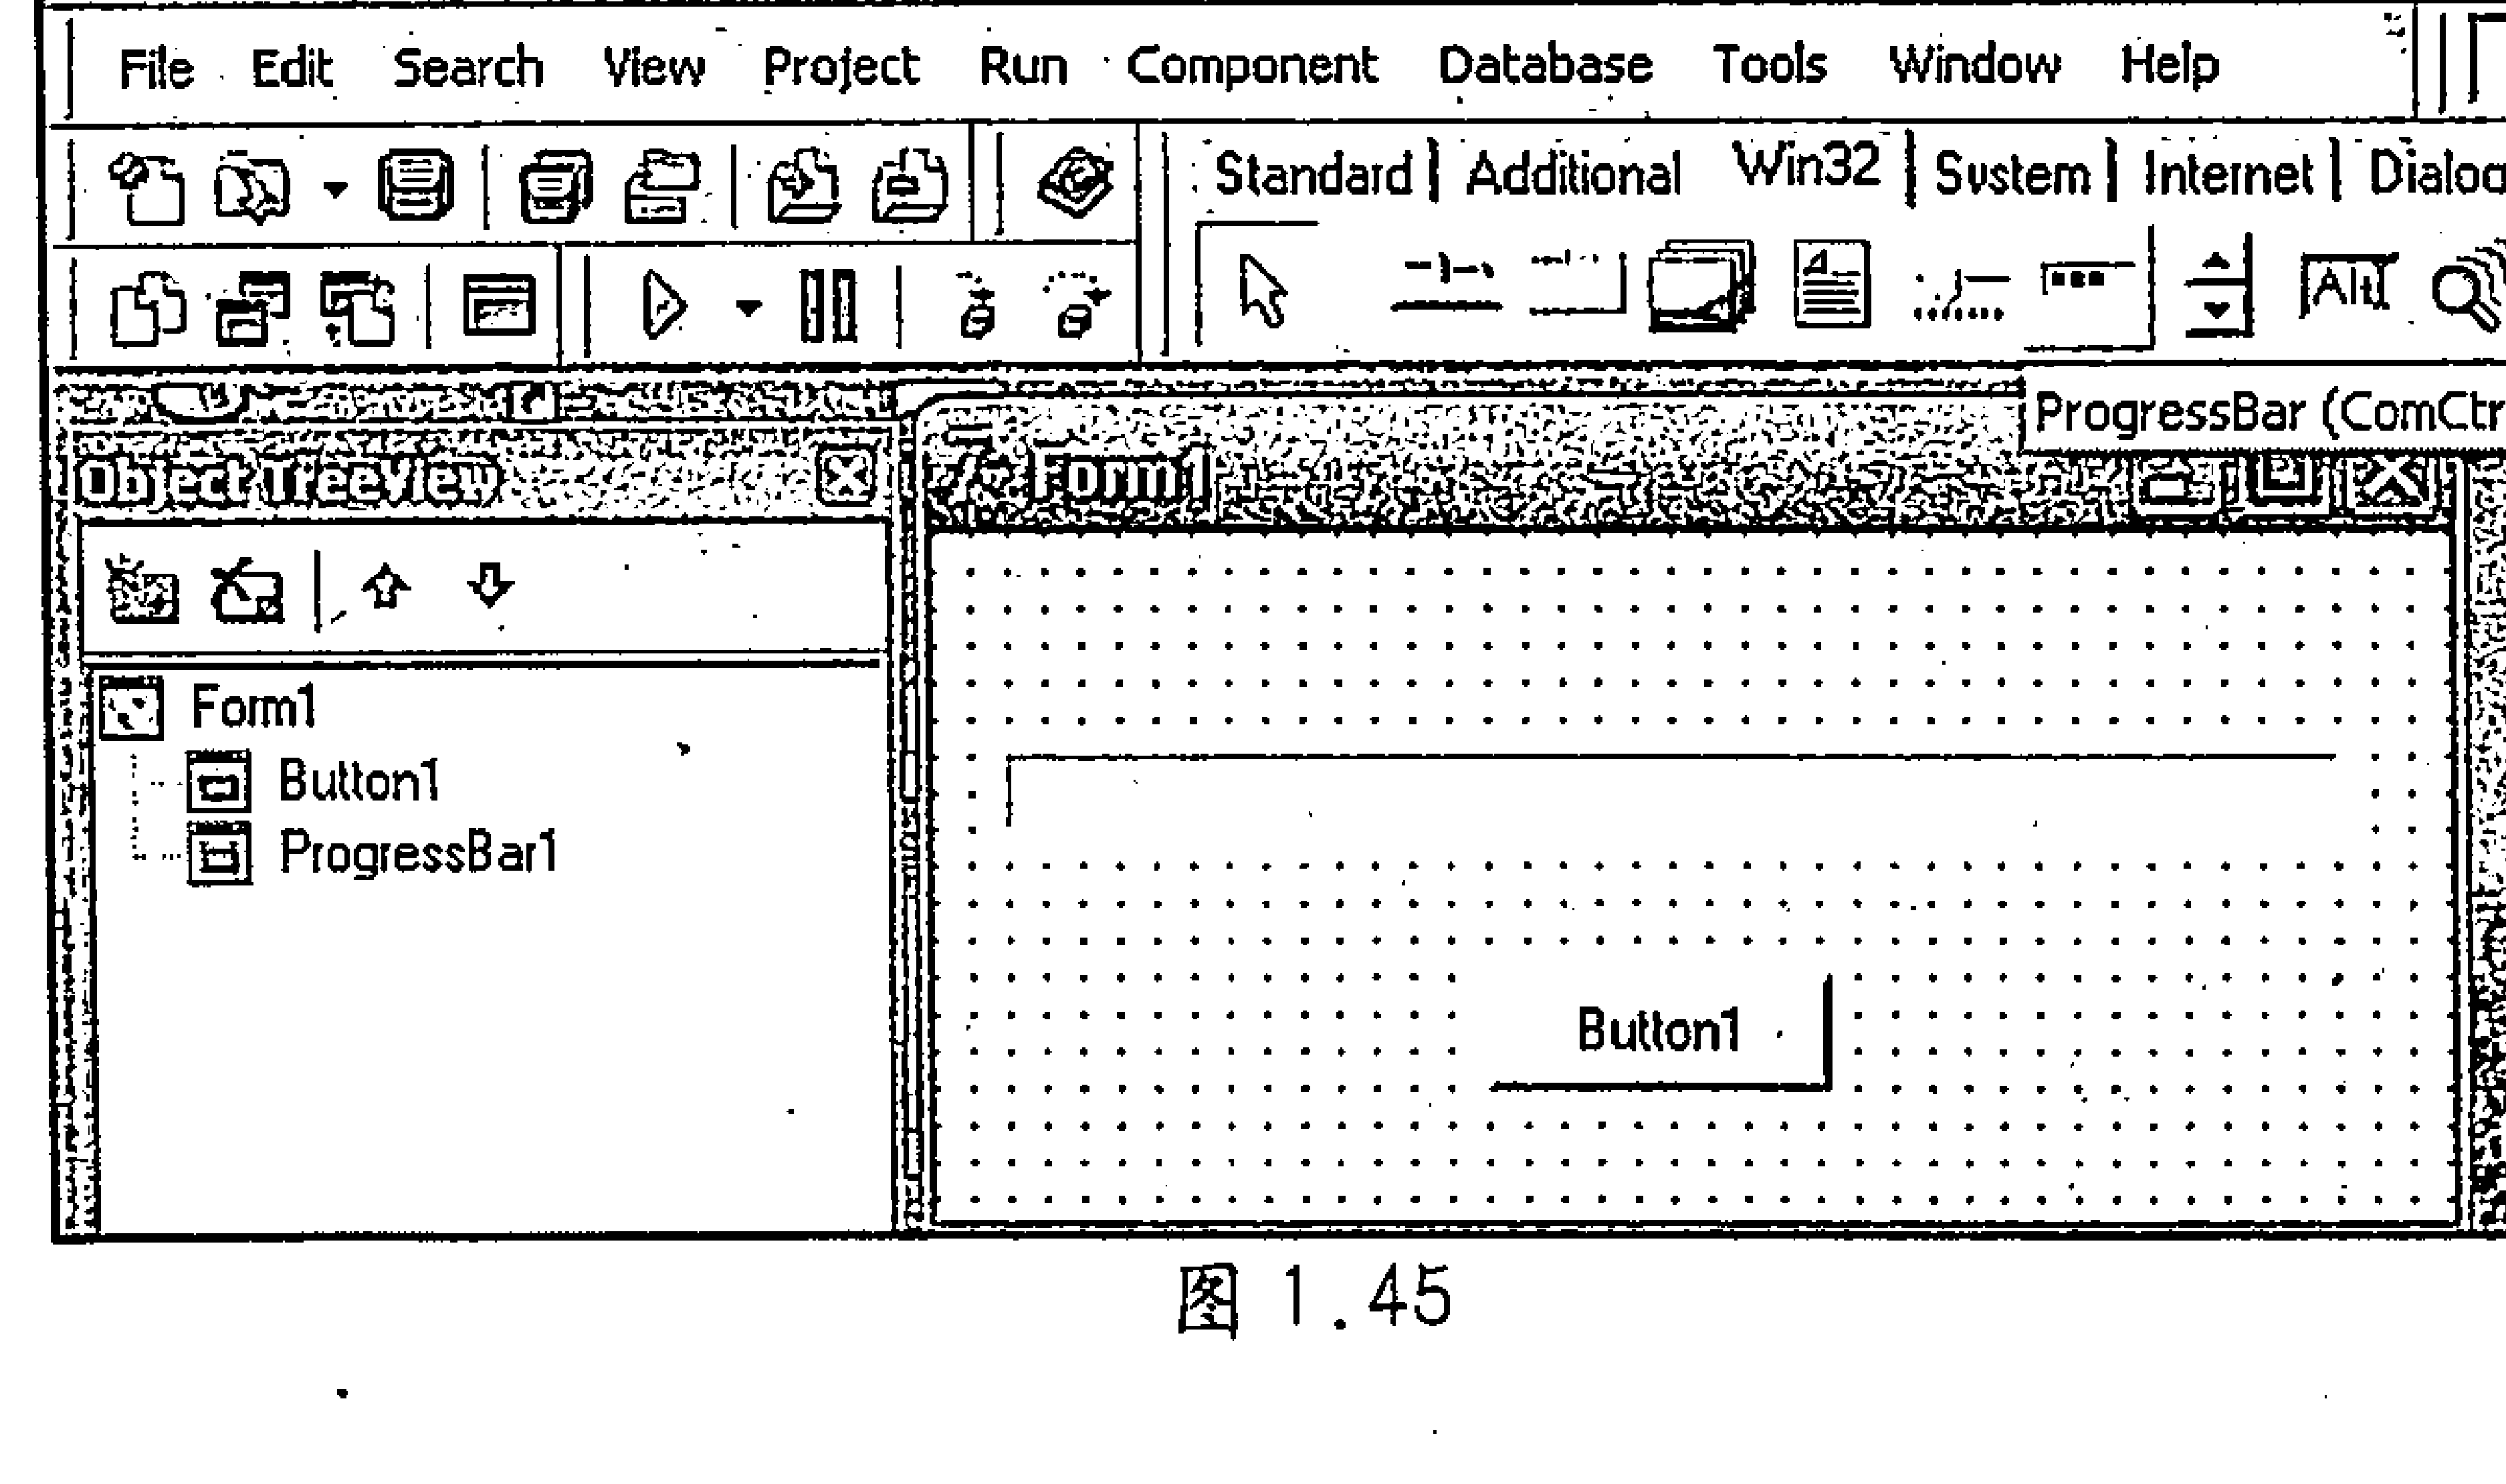 File Edit Search View Project Run Component Database Tools Window Help
Standard Additional Win32 System Internet Dialog
ProgressBar (ComCtr
Object TreeView
Form1
Form1
Button1
ProgressBar1
Button1
图 1.45